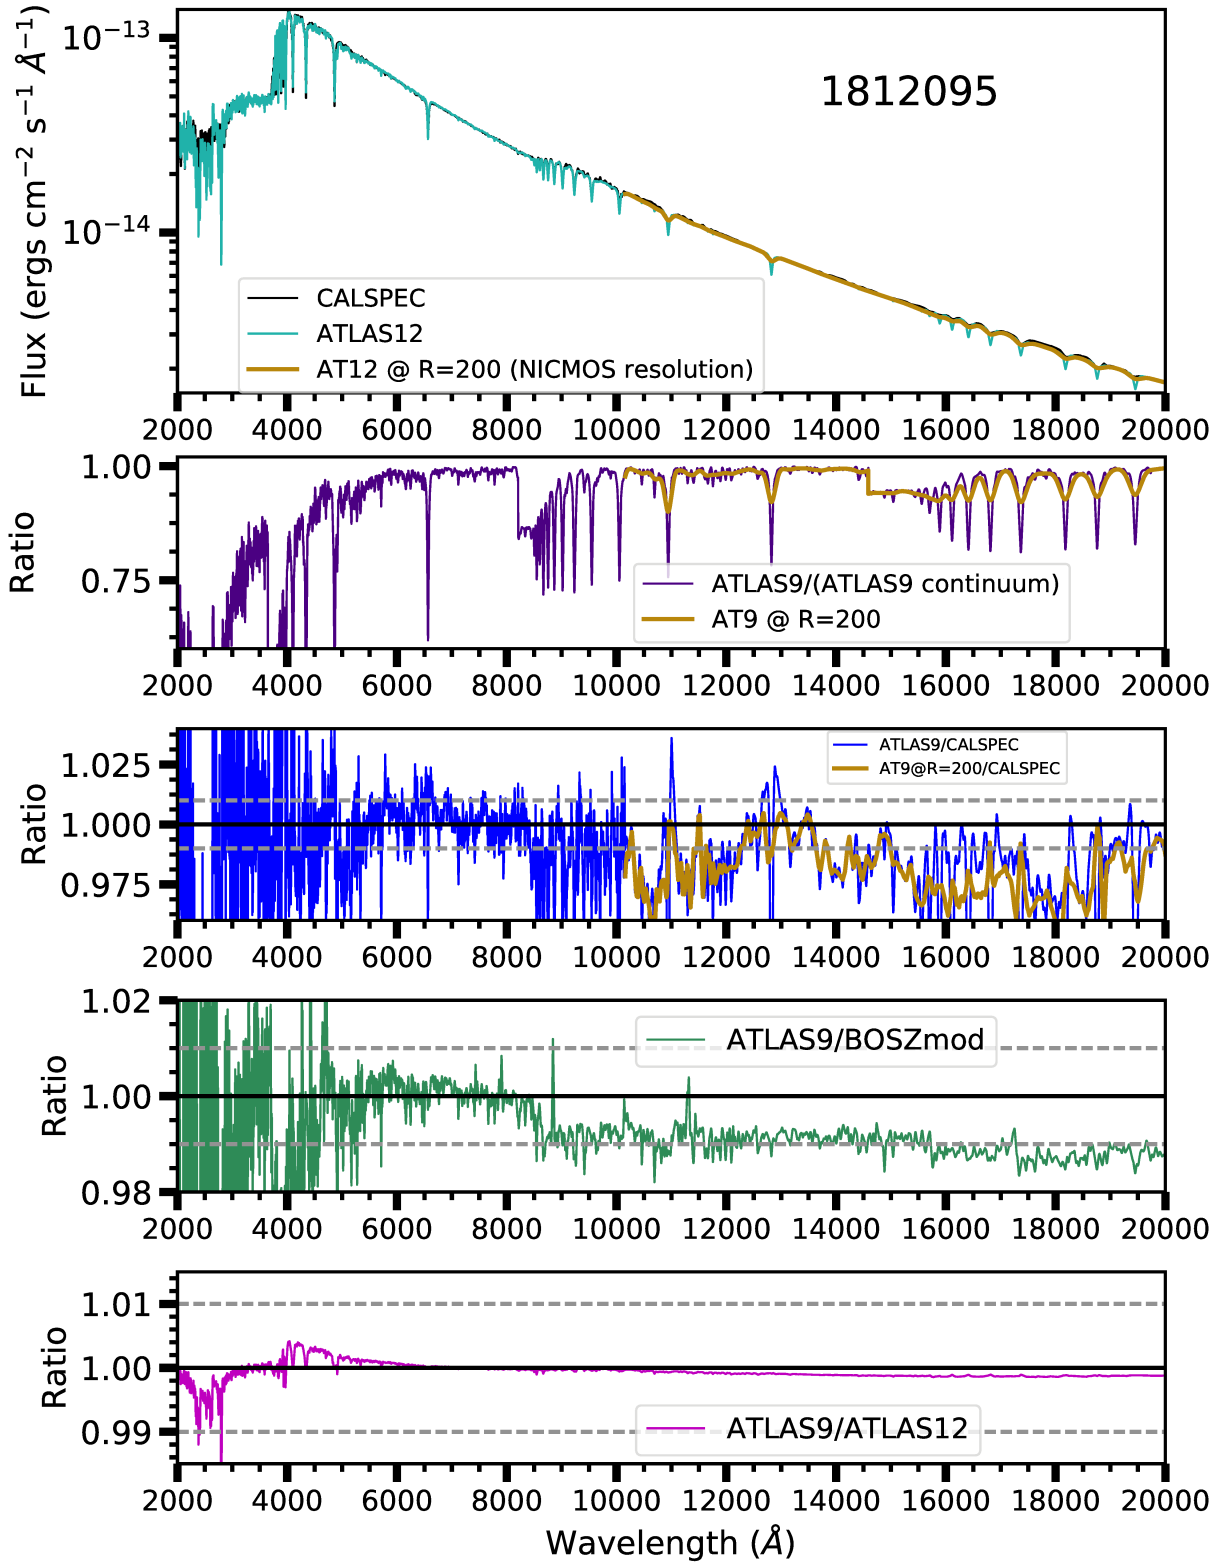 Flux (ergs cm⁻² s⁻¹ Å⁻¹)
10⁻¹³
10⁻¹⁴
1812095
CALSPEC
ATLAS12
AT12 @ R=200 (NICMOS resolution)
2000 4000 6000 8000 10000 12000 14000 16000 18000 20000
Ratio
1.00
0.75
ATLAS9/(ATLAS9 continuum)
AT9 @ R=200
2000 4000 6000 8000 10000 12000 14000 16000 18000 20000
Ratio
1.025
1.000
0.975
ATLAS9/CALSPEC
AT9@R=200/CALSPEC
2000 4000 6000 8000 10000 12000 14000 16000 18000 20000
Ratio
1.02
1.00
0.98
ATLAS9/BOSZmod
2000 4000 6000 8000 10000 12000 14000 16000 18000 20000
Ratio
1.01
1.00
0.99
ATLAS9/ATLAS12
2000 4000 6000 8000 10000 12000 14000 16000 18000 20000
Wavelength (Å)